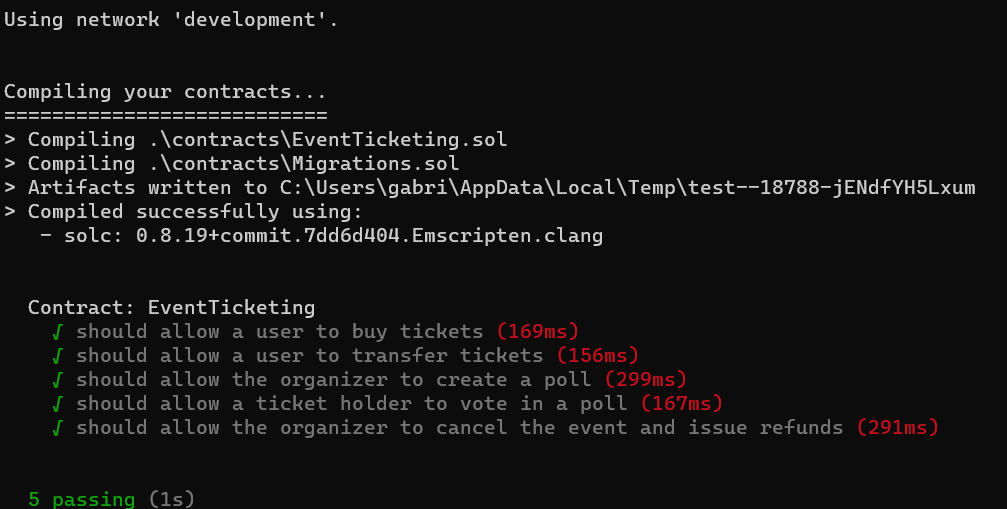 Using network 'development'.
Compiling your contracts...
===========================
> Compiling .\contracts\EventTicketing.sol
> Compiling .\contracts\Migrations.sol
> Artifacts written to C:\Users\gabri\AppData\Local\Temp\test--18788-jENdfYH5Lxum
> Compiled successfully using:
- solc: 0.8.19+commit.7dd6d404.Emscripten.clang
Contract: EventTicketing
√ should allow a user to buy tickets (169ms)
√ should allow a user to transfer tickets (156ms)
√ should allow the organizer to create a poll (299ms)
√ should allow a ticket holder to vote in a poll (167ms)
√ should allow the organizer to cancel the event and issue refunds (291ms)
5 passing (1s)